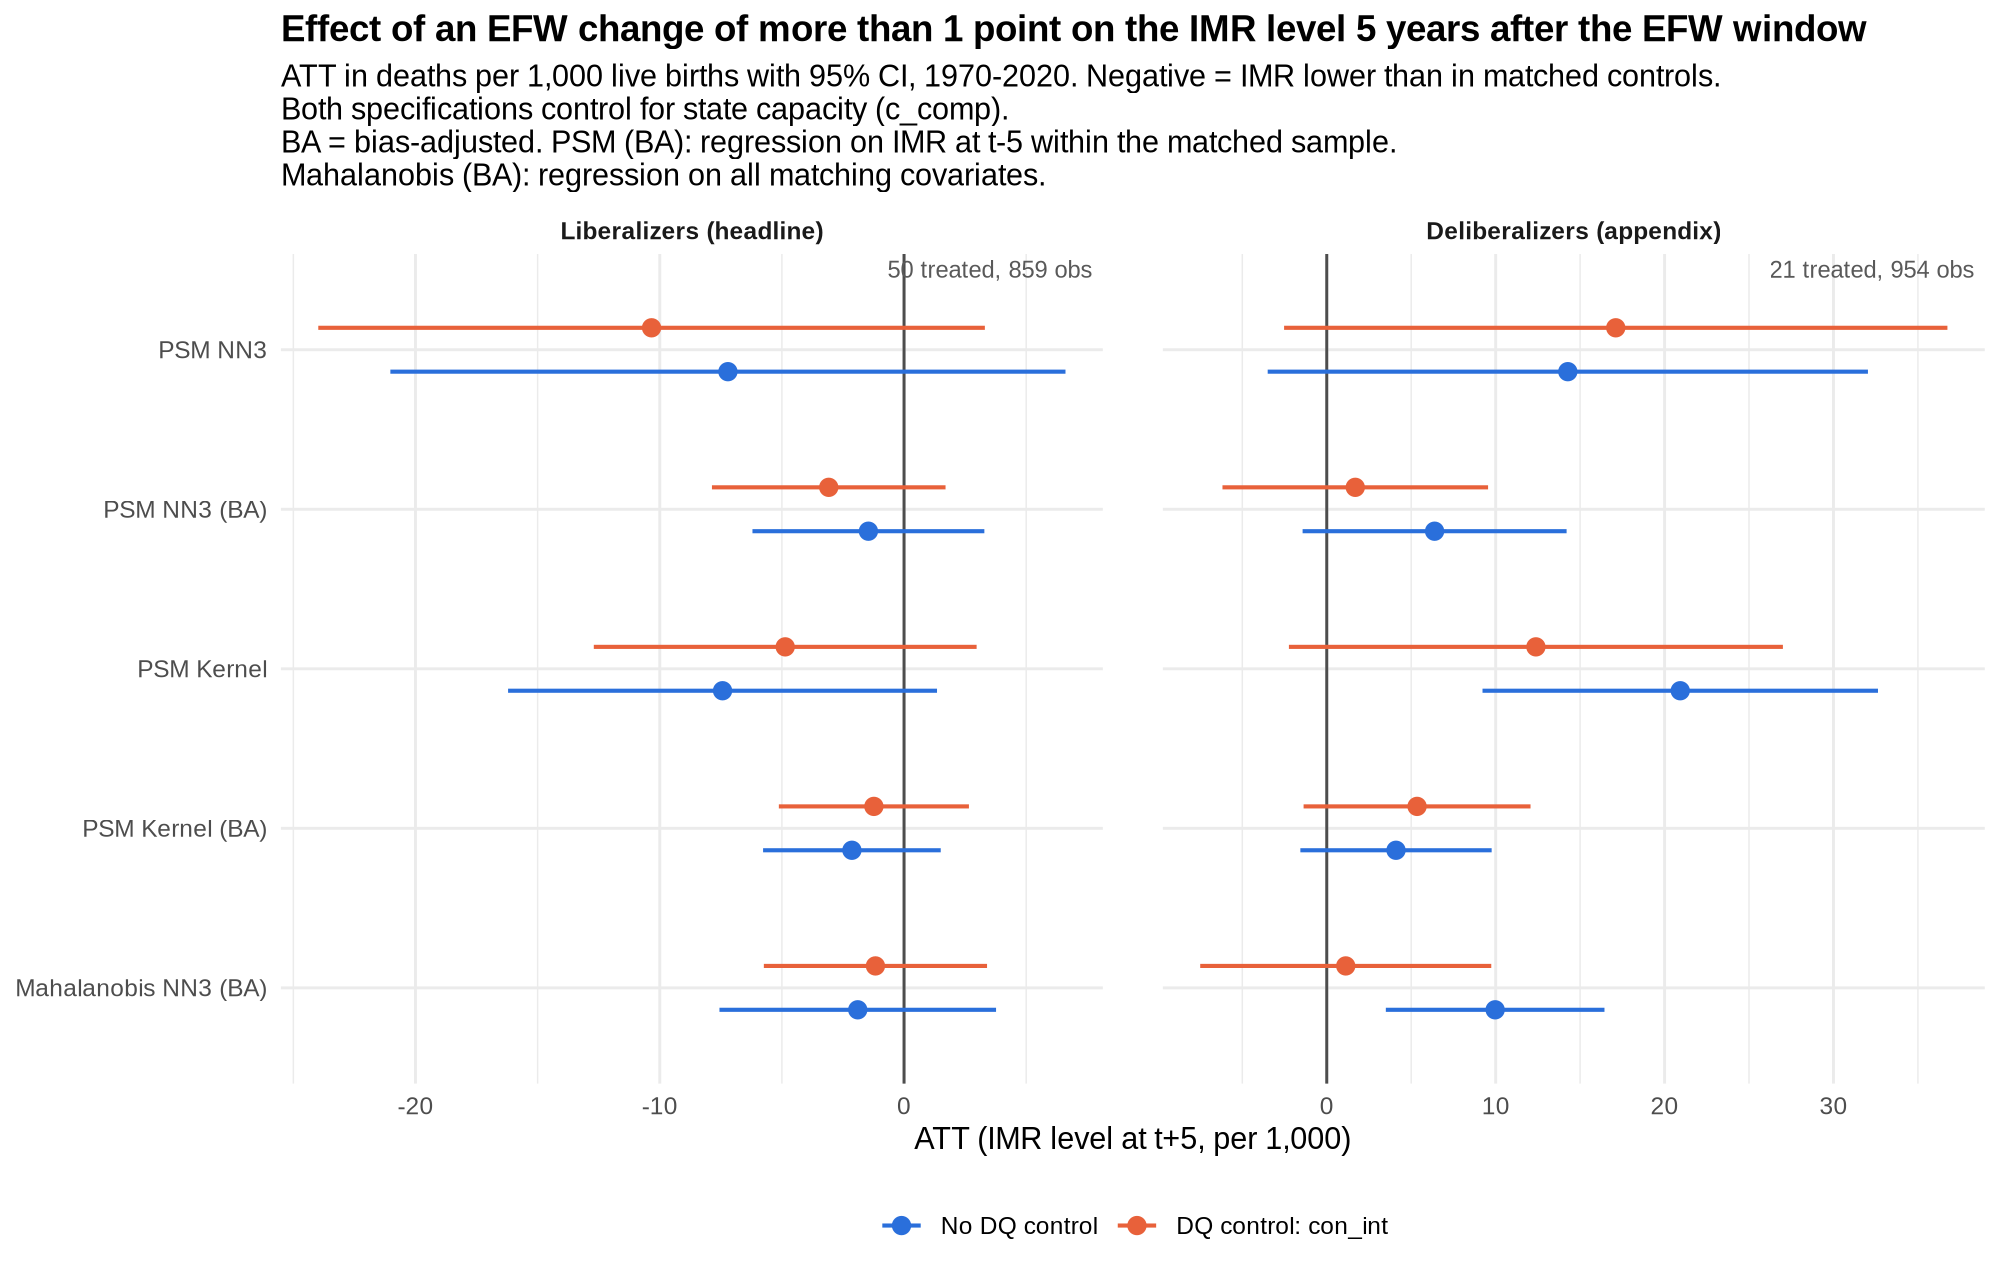 Effect of an EFW change of more than 1 point on the IMR level 5 years after the EFW window
ATT in deaths per 1,000 live births with 95% CI, 1970-2020. Negative = IMR lower than in matched controls.
Both specifications control for state capacity (c_comp).
BA = bias-adjusted. PSM (BA): regression on IMR at t-5 within the matched sample.
Mahalanobis (BA): regression on all matching covariates.
Liberalizers (headline)
Deliberalizers (appendix)
50 treated, 859 obs
21 treated, 954 obs
PSM NN3
PSM NN3 (BA)
PSM Kernel
PSM Kernel (BA)
Mahalanobis NN3 (BA)
-20 -10 0
0 10 20 30
ATT (IMR level at t+5, per 1,000)
No DQ control
DQ control: con_int